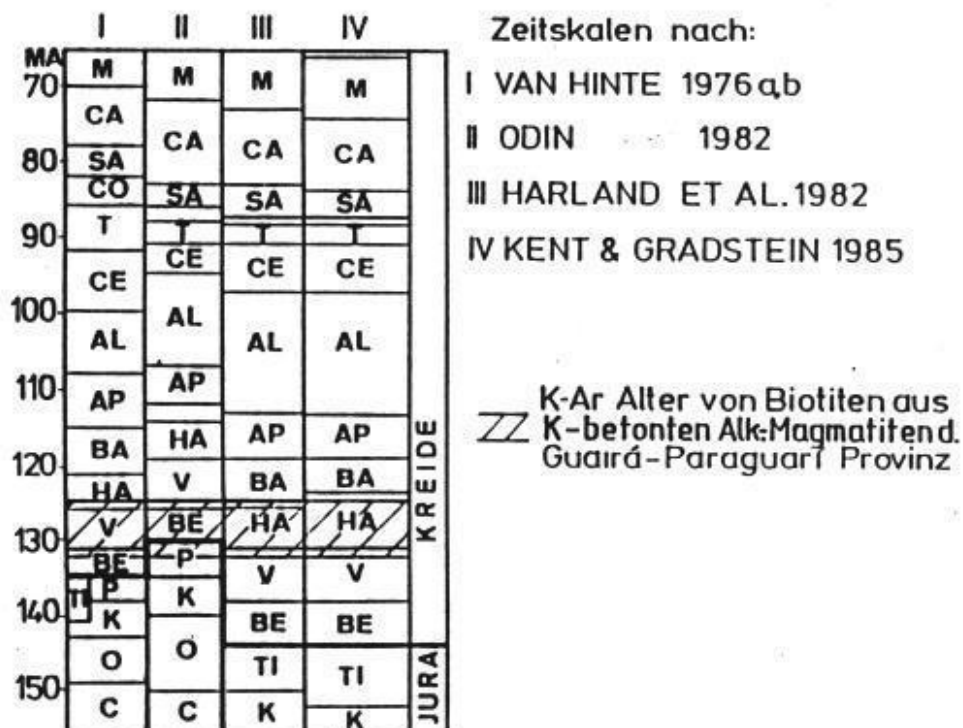 I II III IV
MA
70
80
90
100
110
120
130
140
150
M
CA
SA
CO
T
CE
AL
AP
BA
HA
V
BE
TI
P
K
O
C
M
CA
SA
T
CE
AL
AP
HA
V
BE
P
K
O
C
M
CA
SA
T
CE
AL
AP
BA
HA
V
BE
TI
K
M
CA
SA
T
CE
AL
AP
BA
HA
V
BE
TI
K
KREIDE
JURA
Zeitskalen nach:
I VAN HINTE 1976 a,b
II ODIN 1982
III HARLAND ET AL. 1982
IV KENT & GRADSTEIN 1985
K-Ar Alter von Biotiten aus
K-betonten Alk-Magmatiten d.
Guairá-Paraguarí Provinz